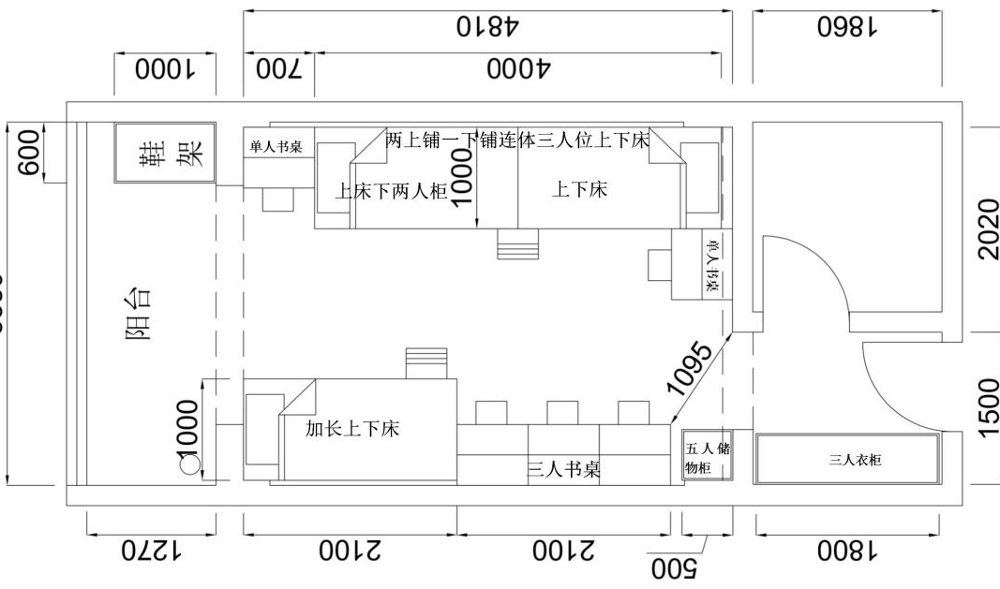 4810
1860
1000
700
4000
600
鞋架
单人书桌
两上铺一下铺连体三人位上下床
1000
上床下两人柜
上下床
单人书桌
2020
阳台
1095
1500
1000
加长上下床
三人书桌
五人储
物柜
三人衣柜
1270
2100
2100
500
1800